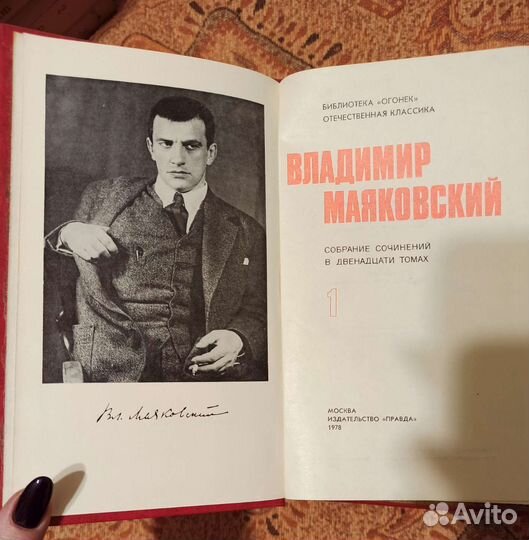 Вл. Маяковский
БИБЛИОТЕКА «ОГОНЕК»
ОТЕЧЕСТВЕННАЯ КЛАССИКА
ВЛАДИМИР
МАЯКОВСКИЙ
СОБРАНИЕ СОЧИНЕНИЙ
В ДВЕНАДЦАТИ ТОМАХ
1
МОСКВА
ИЗДАТЕЛЬСТВО «ПРАВДА»
1978
Avito